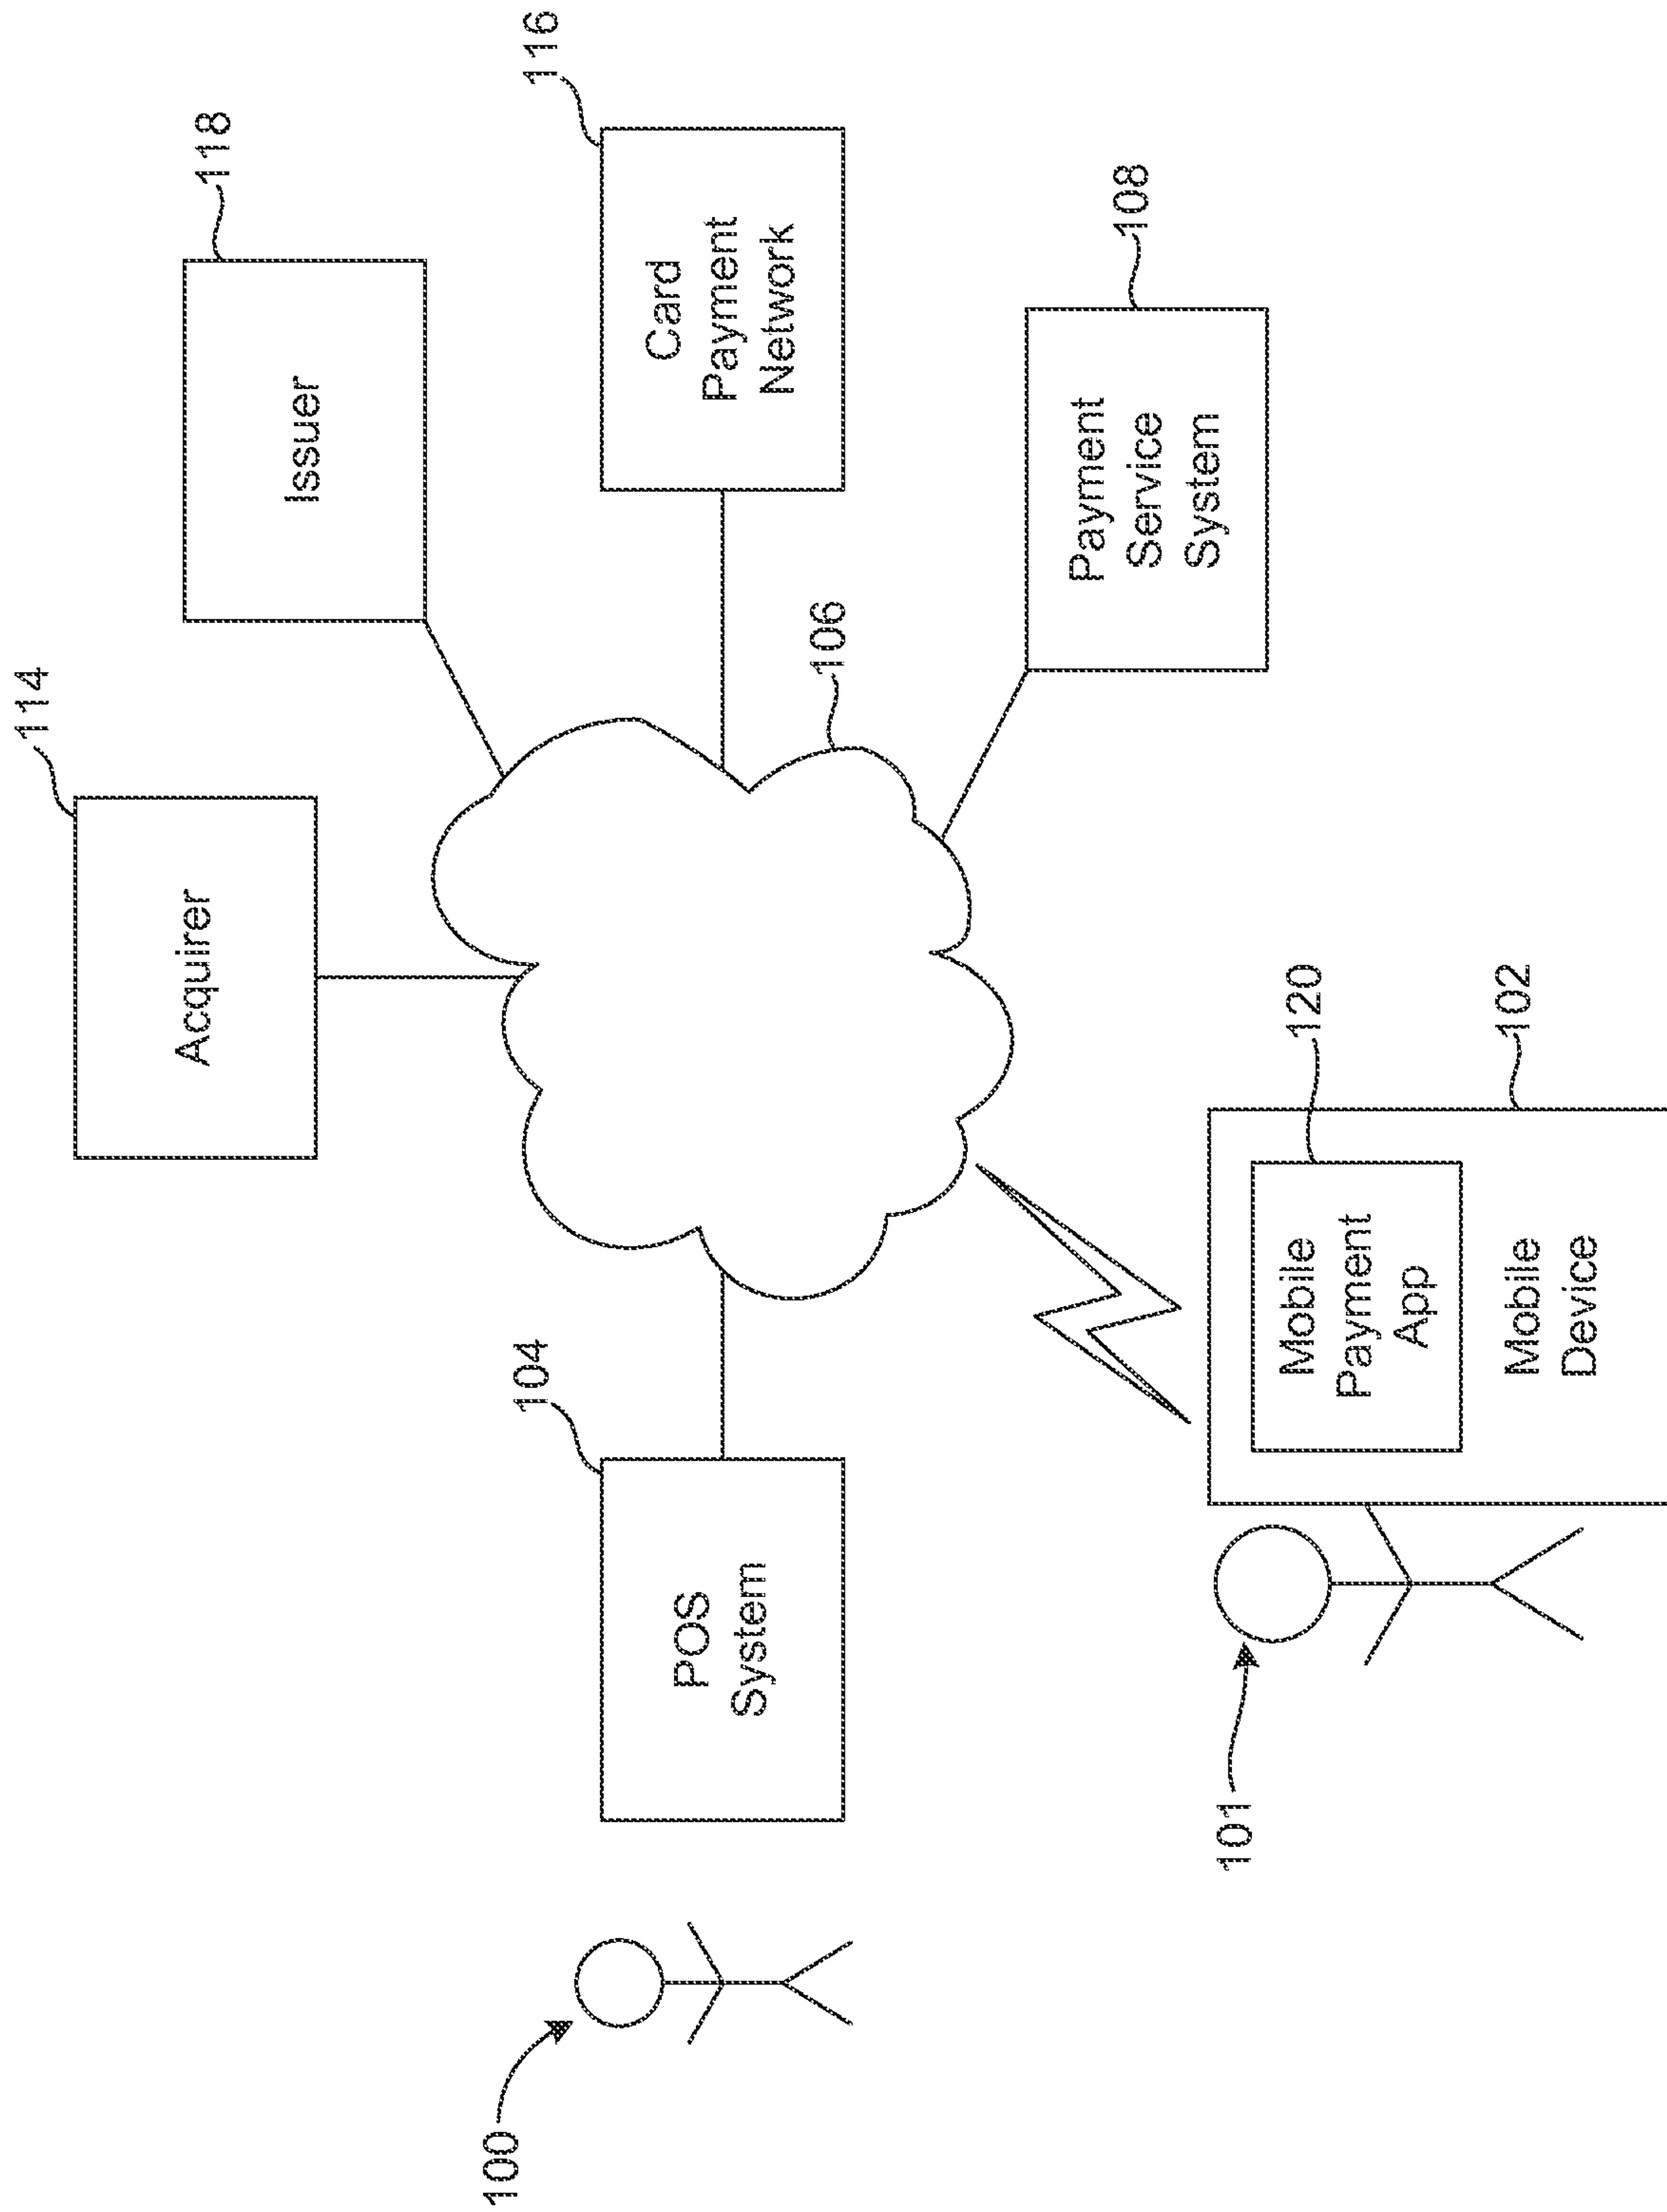 114
Acquirer
118
Issuer
116
Card
Payment
Network
104
POS
System
106
108
Payment
Service
System
100
101
120
Mobile
Payment
App
102
Mobile
Device